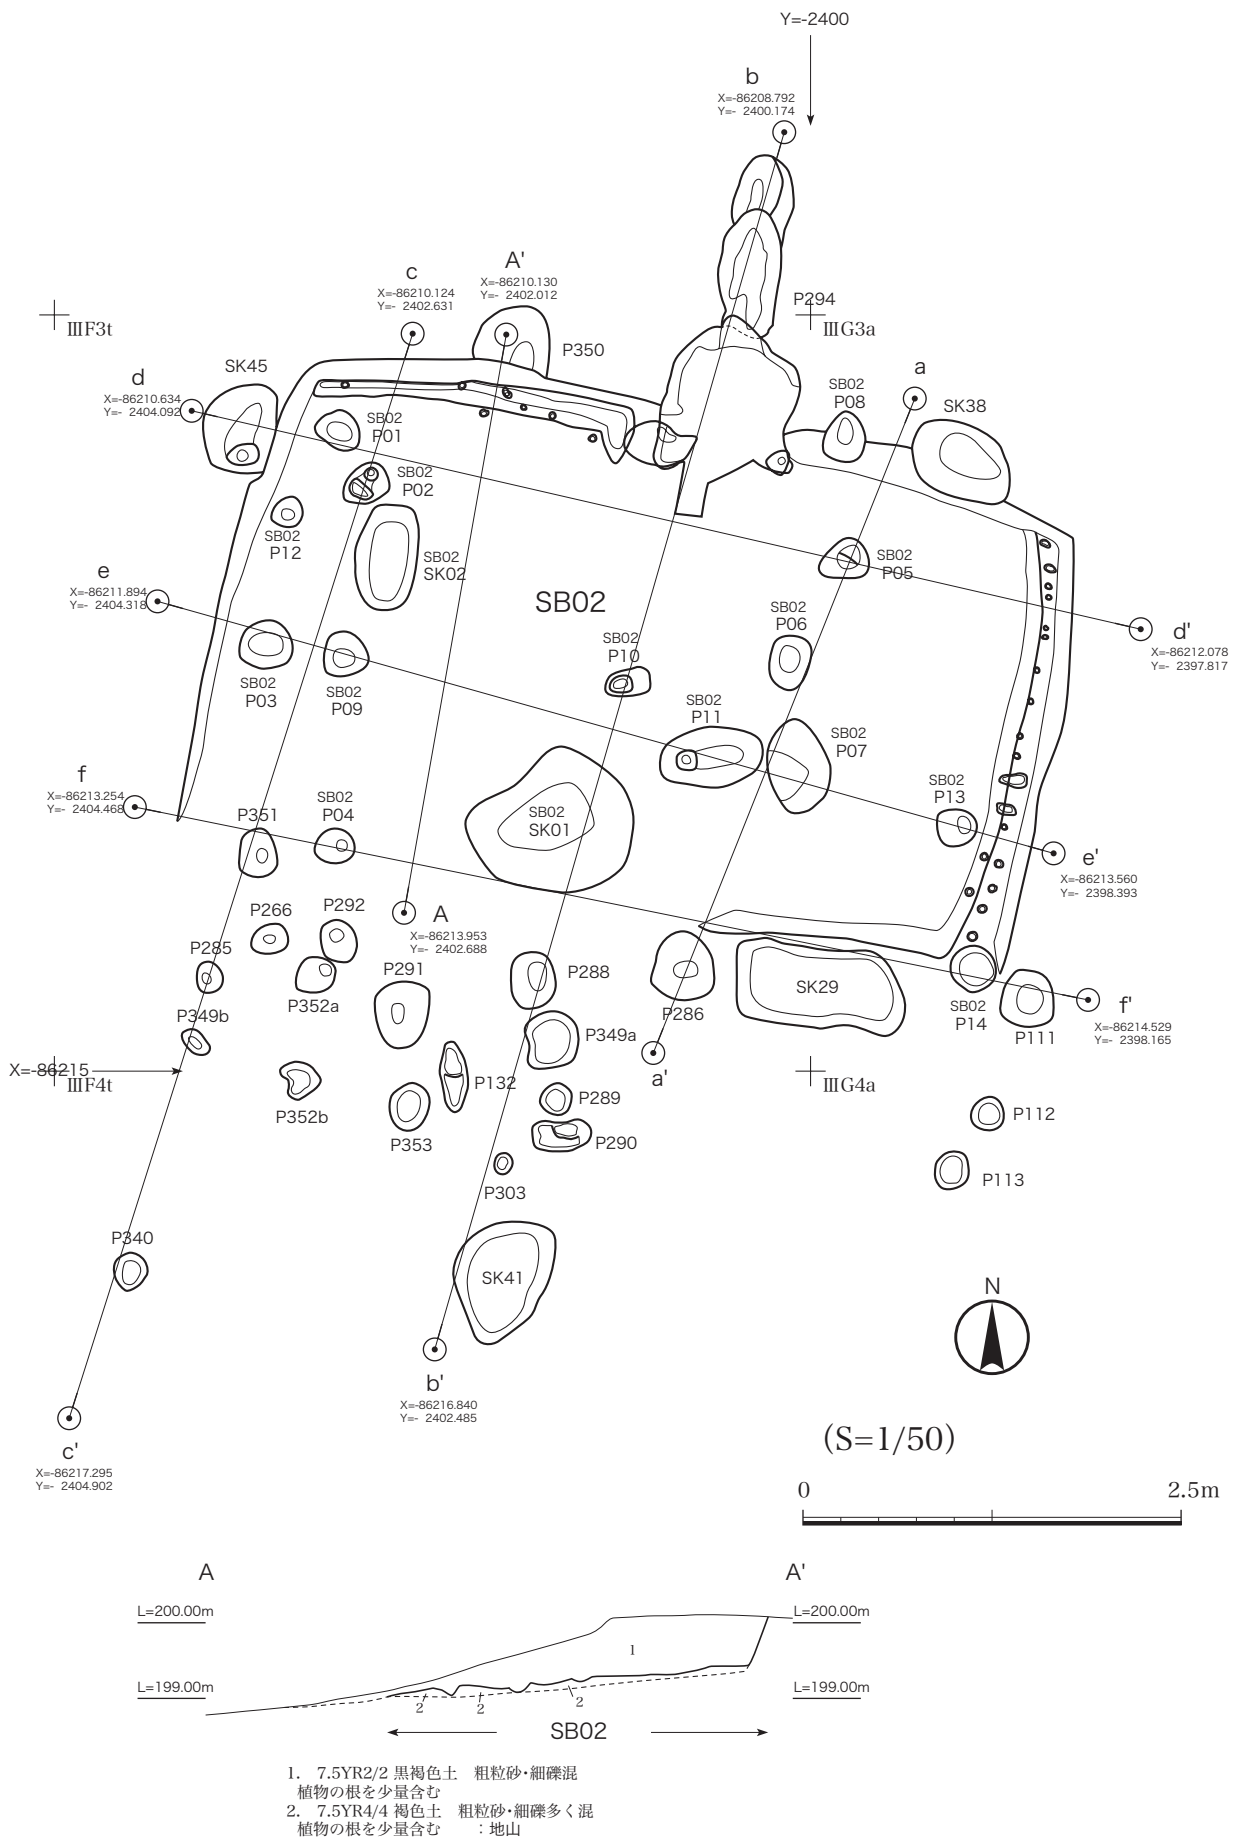 Y=-2400
b
X=-86208.792
Y=- 2400.174
c
X=-86210.124
Y=- 2402.631
A'
X=-86210.130
Y=- 2402.012
P294
ⅢF3t
ⅢG3a
P350
SK45
d
X=-86210.634
Y=- 2404.092
a
SB02
P08
SK38
SB02
P01
SB02
P02
SB02
P12
SB02
SK02
SB02
P05
e
X=-86211.894
Y=- 2404.318
SB02
SB02
P06
d'
X=-86212.078
Y=- 2397.817
SB02
P10
SB02
P03
SB02
P09
SB02
P11
SB02
P07
f
X=-86213.254
Y=- 2404.468
P351
SB02
P04
SB02
SK01
SB02
P13
e'
X=-86213.560
Y=- 2398.393
P266
P292
A
X=-86213.953
Y=- 2402.688
P285
P291
P288
P352a
P286
SK29
SB02
P14
P111
f'
X=-86214.529
Y=- 2398.165
P349b
P349a
X=-86215
ⅢF4t
a'
ⅢG4a
P132
P289
P352b
P353
P290
P112
P303
P113
P340
SK41
N
b'
X=-86216.840
Y=- 2402.485
c'
X=-86217.295
Y=- 2404.902
(S=1/50)
0
2.5m
A
A'
L=200.00m
L=200.00m
1
L=199.00m
L=199.00m
2
2
2
SB02
1. 7.5YR2/2 黒褐色土 粗粒砂・細礫混
植物の根を少量含む
2. 7.5YR4/4 褐色土 粗粒砂・細礫多く混
植物の根を少量含む ：地山